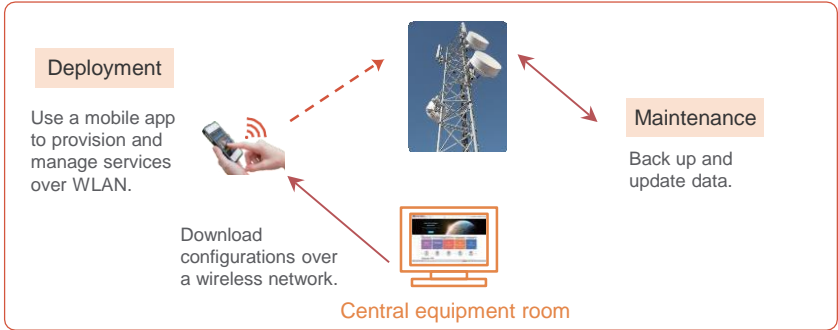 Deployment
Use a mobile app
to provision and
manage services
over WLAN.
Maintenance
Back up and
update data.
Download
configurations over
a wireless network.
Central equipment room